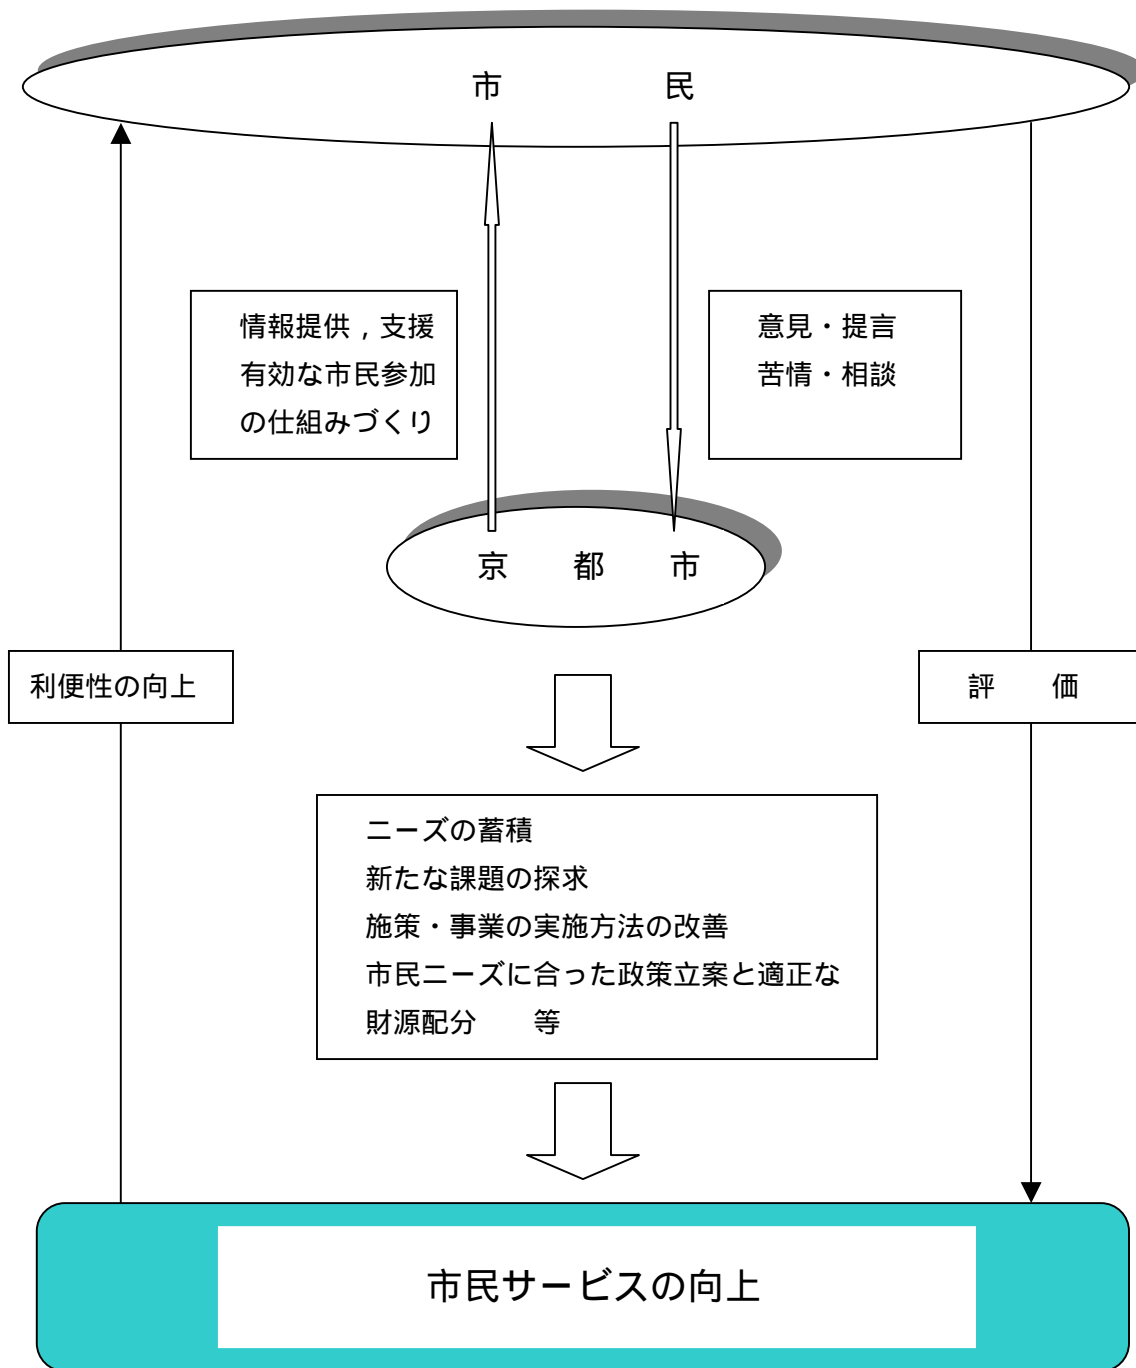 市　民
情報提供，支援
有効な市民参加
の仕組みづくり
意見・提言
苦情・相談
京　都　市
利便性の向上
評　価
ニーズの蓄積
新たな課題の探求
施策・事業の実施方法の改善
市民ニーズに合った政策立案と適正な
財源配分　等
市民サービスの向上